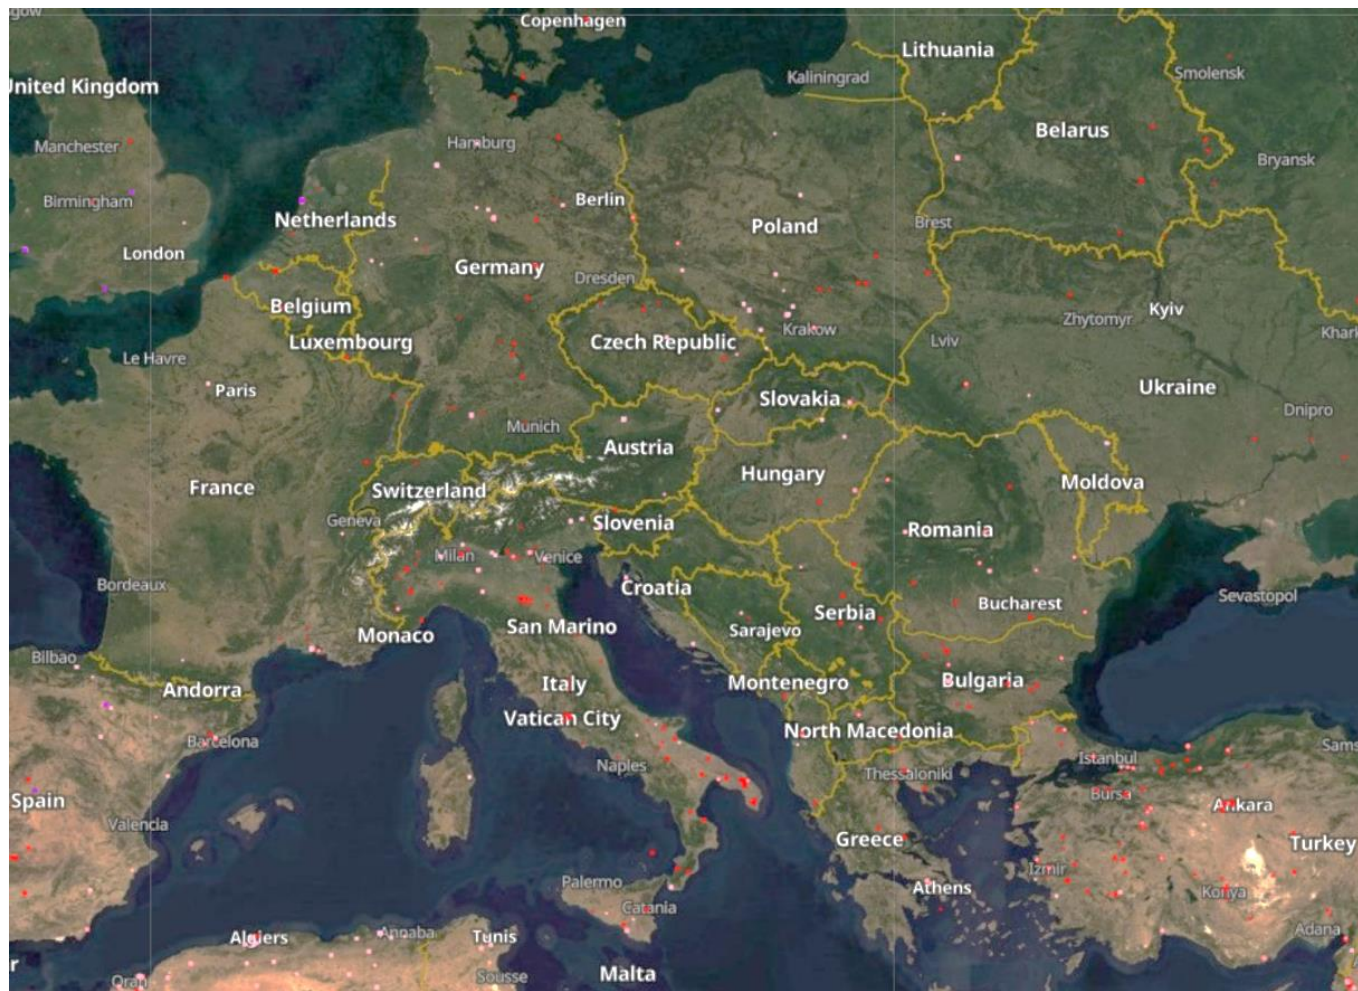 gow
Copenhagen
Lithuania
United Kingdom
Kaliningrad
Smolensk
Manchester
Hamburg
Belarus
Bryansk
Birmingham
Berlin
Netherlands
Poland
Brest
London
Germany
Dresden
Belgium
Kyiv
Zhytomyr
Luxembourg
Czech Republic
Krakow
Lviv
Khark
Le Havre
Paris
Slovakia
Ukraine
Dnipro
Munich
Austria
France
Switzerland
Hungary
Moldova
Geneva
Slovenia
Romania
Milan
Venice
Bordeaux
Croatia
Sevastopol
Serbia
Bucharest
Monaco
San Marino
Sarajevo
Bilbao
Andorra
Italy
Montenegro
Bulgaria
Vatican City
North Macedonia
Barcelona
Sams
Naples
Thessaloniki
Istanbul
Bursa
Spain
Ankara
Valencia
Greece
Turkey
Izmir
Palermo
Athens
Konya
Catania
Algiers
Annaba
Tunis
Adana
r
Oran
Sousse
Malta